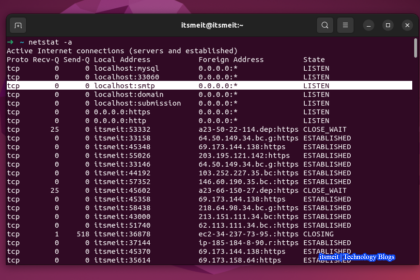 itsmeit@itsmeit: ~
→ ~ netstat -a
Active Internet connections (servers and established)
Proto Recv-Q Send-Q Local Address Foreign Address State
tcp 0 0 localhost:mysql 0.0.0.0:* LISTEN
tcp 0 0 localhost:33060 0.0.0.0:* LISTEN
tcp 0 0 localhost:smtp 0.0.0.0:* LISTEN
tcp 0 0 localhost:domain 0.0.0.0:* LISTEN
tcp 0 0 localhost:submission 0.0.0.0:* LISTEN
tcp 0 0 0.0.0.0:https 0.0.0.0:* LISTEN
tcp 0 0 0.0.0.0:http 0.0.0.0:* LISTEN
tcp 25 0 itsmeit:53332 a23-50-22-114.dep:https CLOSE_WAIT
tcp 0 0 itsmeit:33158 64.50.149.34.bc.g:https ESTABLISHED
tcp 0 0 itsmeit:45348 69.173.144.138:https ESTABLISHED
tcp 0 0 itsmeit:55026 203.195.121.142:https ESTABLISHED
tcp 0 0 itsmeit:33146 64.50.149.34.bc.g:https ESTABLISHED
tcp 0 0 itsmeit:44192 103.252.227.35.bc:https ESTABLISHED
tcp 0 0 itsmeit:57352 146.60.190.35.bc:https ESTABLISHED
tcp 25 0 itsmeit:45602 a23-66-150-27.dep:https CLOSE_WAIT
tcp 0 0 itsmeit:45358 69.173.144.138:https ESTABLISHED
tcp 0 0 itsmeit:58438 218.64.98.34.bc.g:https ESTABLISHED
tcp 0 0 itsmeit:43000 213.151.111.34.bc:https ESTABLISHED
tcp 0 0 itsmeit:51740 62.113.111.34.bc:https ESTABLISHED
tcp 1 518 itsmeit:36878 ec2-34-237-73-95.:https CLOSING
tcp 0 0 itsmeit:37144 ip-185-184-8-90.r:https ESTABLISHED
tcp 0 0 itsmeit:45370 69.173.144.138:https
tcp 0 0 itsmeit:35614 69.173.158.64:https ESTABLISHED
itsmeit | Technology Blogs